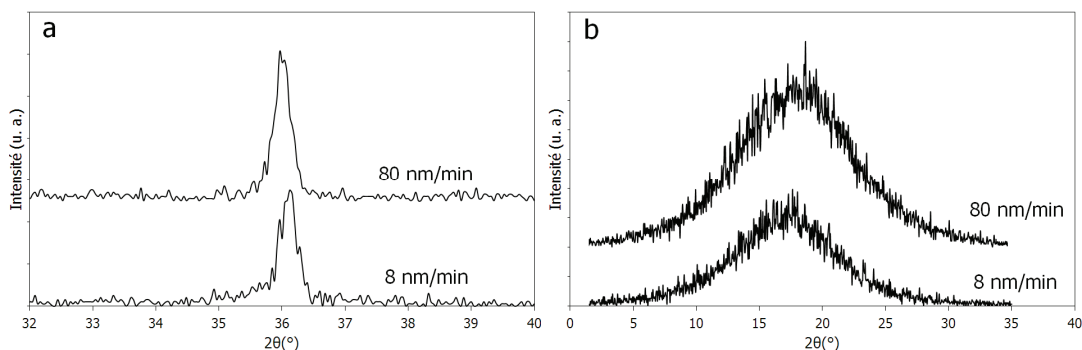 a
Intensité (u. a.)
80 nm/min
8 nm/min
32 33 34 35 36 37 38 39 40
2θ(°)
b
Intensité (u. a.)
80 nm/min
8 nm/min
0 5 10 15 20 25 30 35 40
2θ(°)